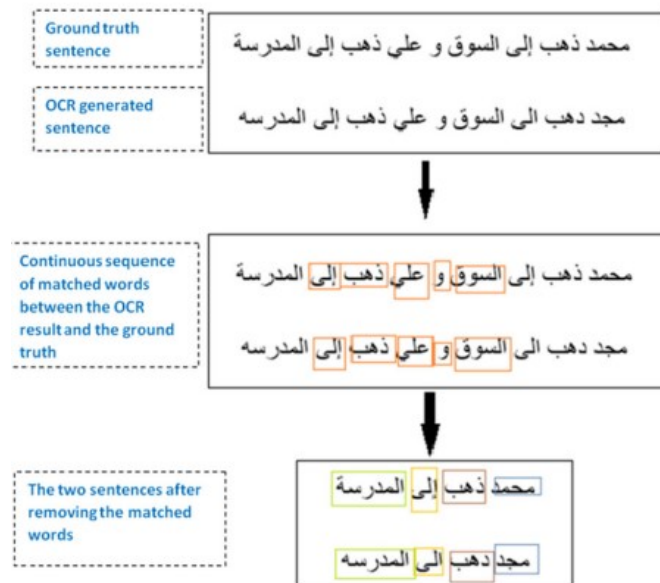 Ground truth
sentence
محمد ذهب إلى السوق و علي ذهب إلى المدرسة
OCR generated
sentence
مجد دهب الى السوق و علي ذهب إلى المدرسه
Continuous sequence
of matched words
between the OCR
result and the ground
truth
محمد ذهب إلى السوق و علي ذهب إلى المدرسة
مجد دهب الى السوق و علي ذهب إلى المدرسه
The two sentences after
removing the matched
words
محمد ذهب إلى المدرسة
مجد دهب الى المدرسه